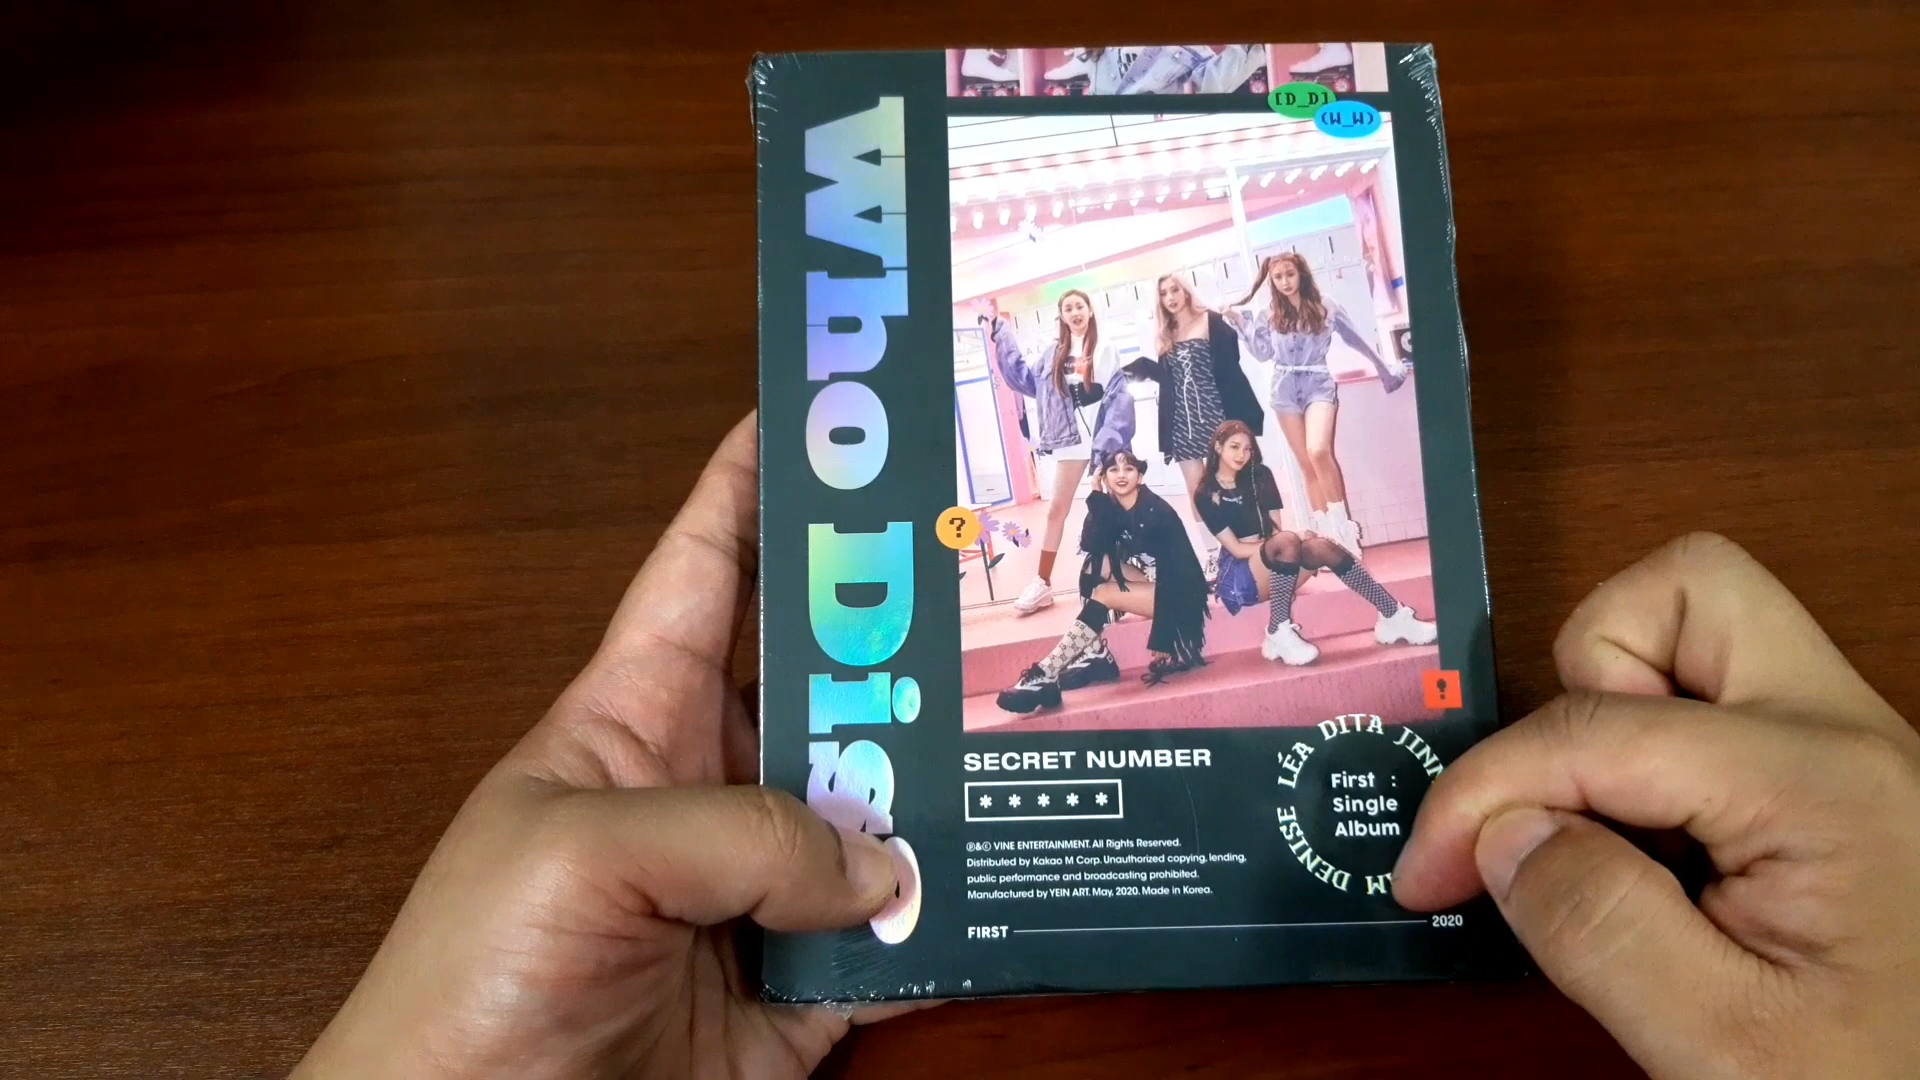 [D_D]
(W_W)
Who Dis?
?
!
SECRET NUMBER
* * * * *
LÉA DITA JINN
DENISE
First :
Single
Album
℗&© VINE ENTERTAINMENT. All Rights Reserved.
Distributed by Kakao M Corp. Unauthorized copying, lending,
public performance and broadcasting prohibited.
Manufactured by YEIN ART. May, 2020. Made in Korea.
FIRST
2020